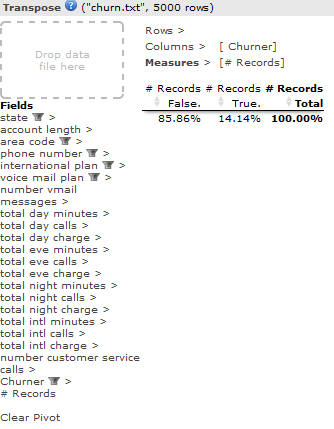 Transpose ? ("churn.txt", 5000 rows)
Drop data
file here
Rows >
Columns > [ Churner]
Measures > [# Records]
# Records # Records # Records
False. True. Total
85.86% 14.14% 100.00%
Fields
state >
account length >
area code >
phone number >
international plan >
voice mail plan >
number vmail
messages >
total day minutes >
total day calls >
total day charge >
total eve minutes >
total eve calls >
total eve charge >
total night minutes >
total night calls >
total night charge >
total intl minutes >
total intl calls >
total intl charge >
number customer service
calls >
Churner >
# Records
Clear Pivot